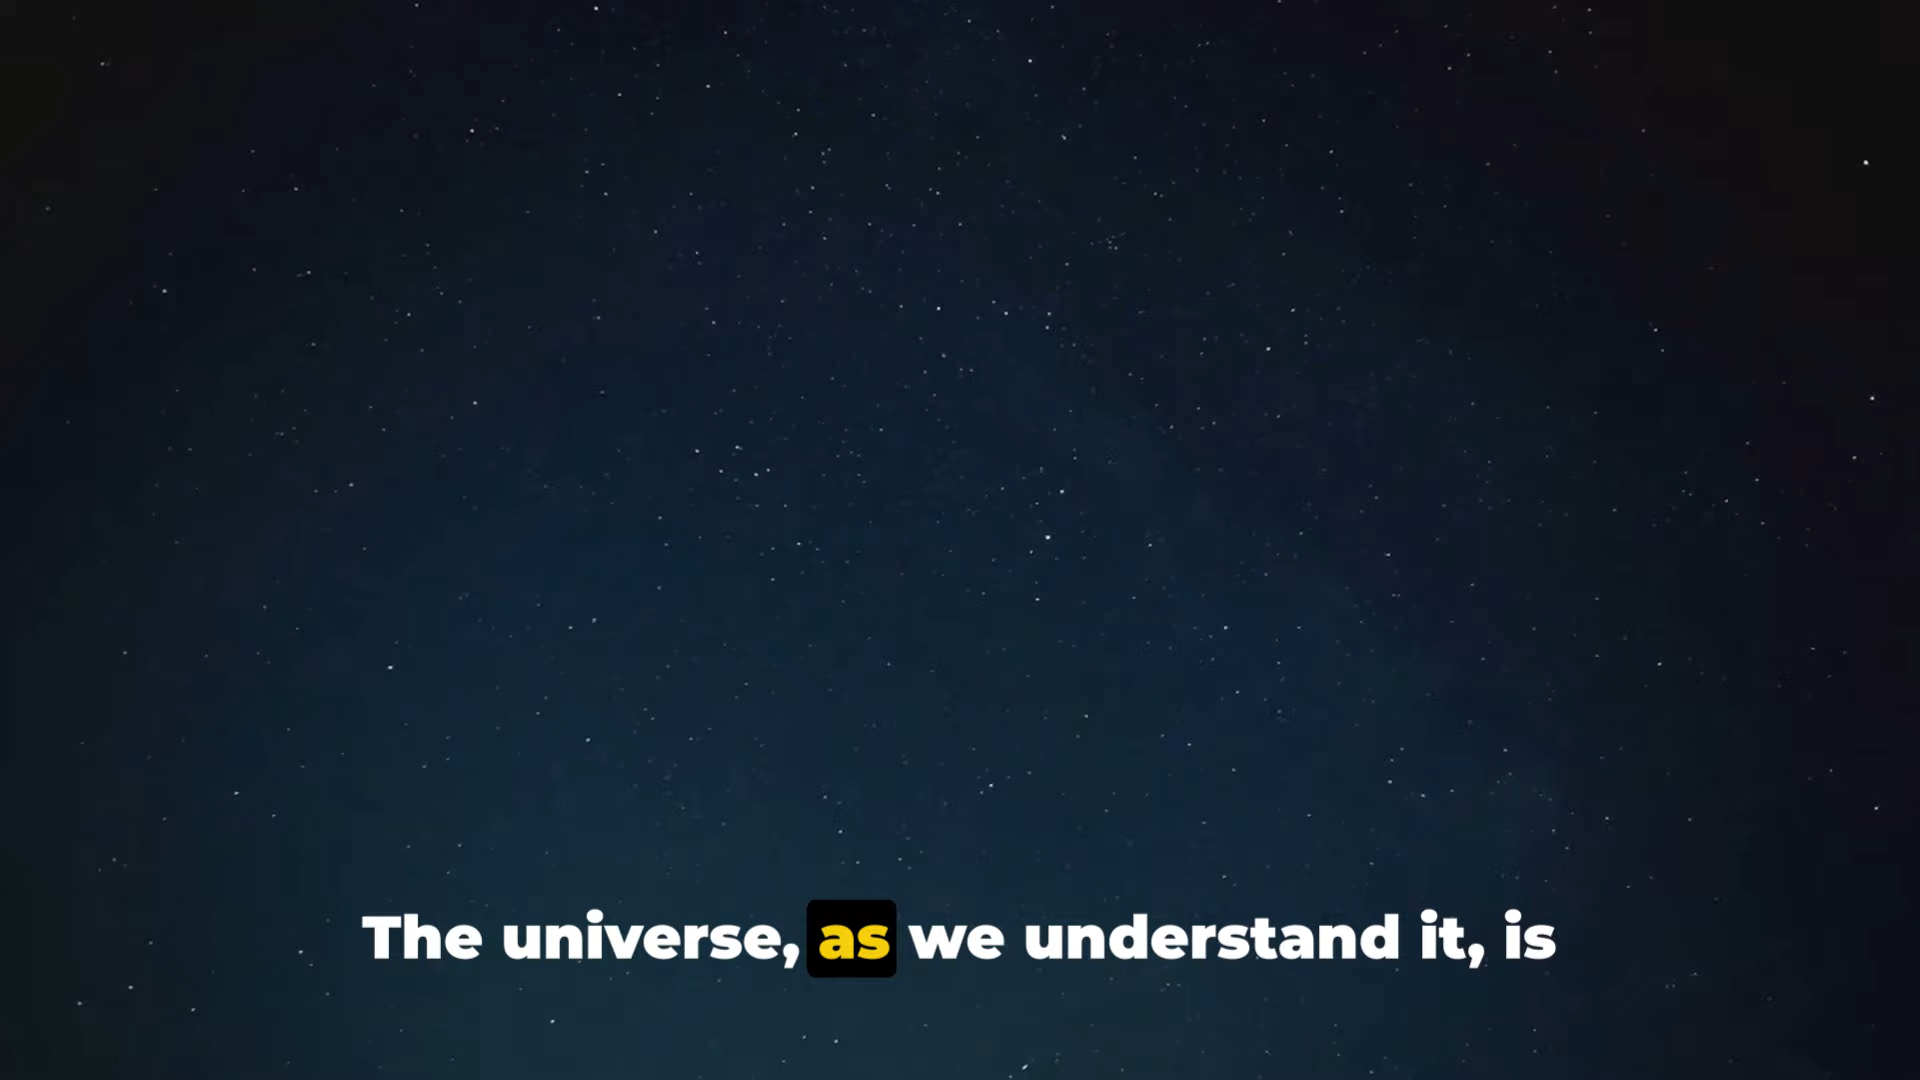 The universe, as we understand it, is